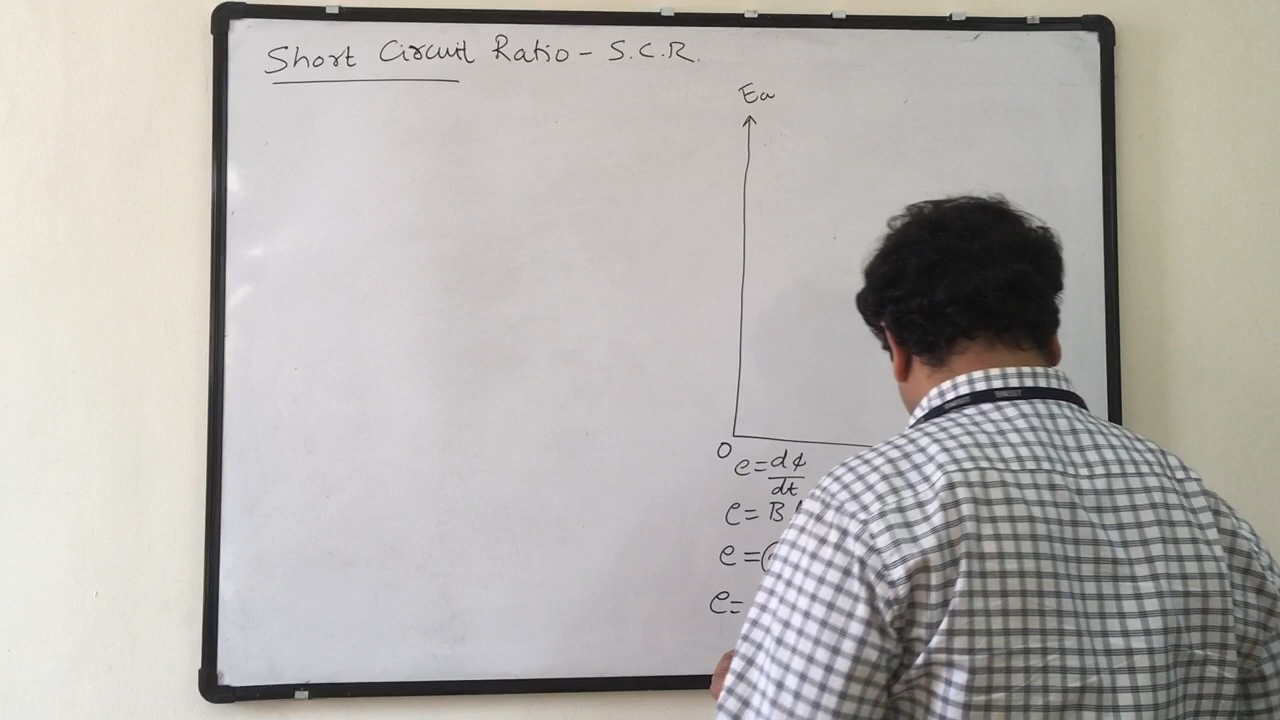 Short Circuit Ratio - S.C.R.
Ea
O
e = dφ/dt
e = B
e =
e =